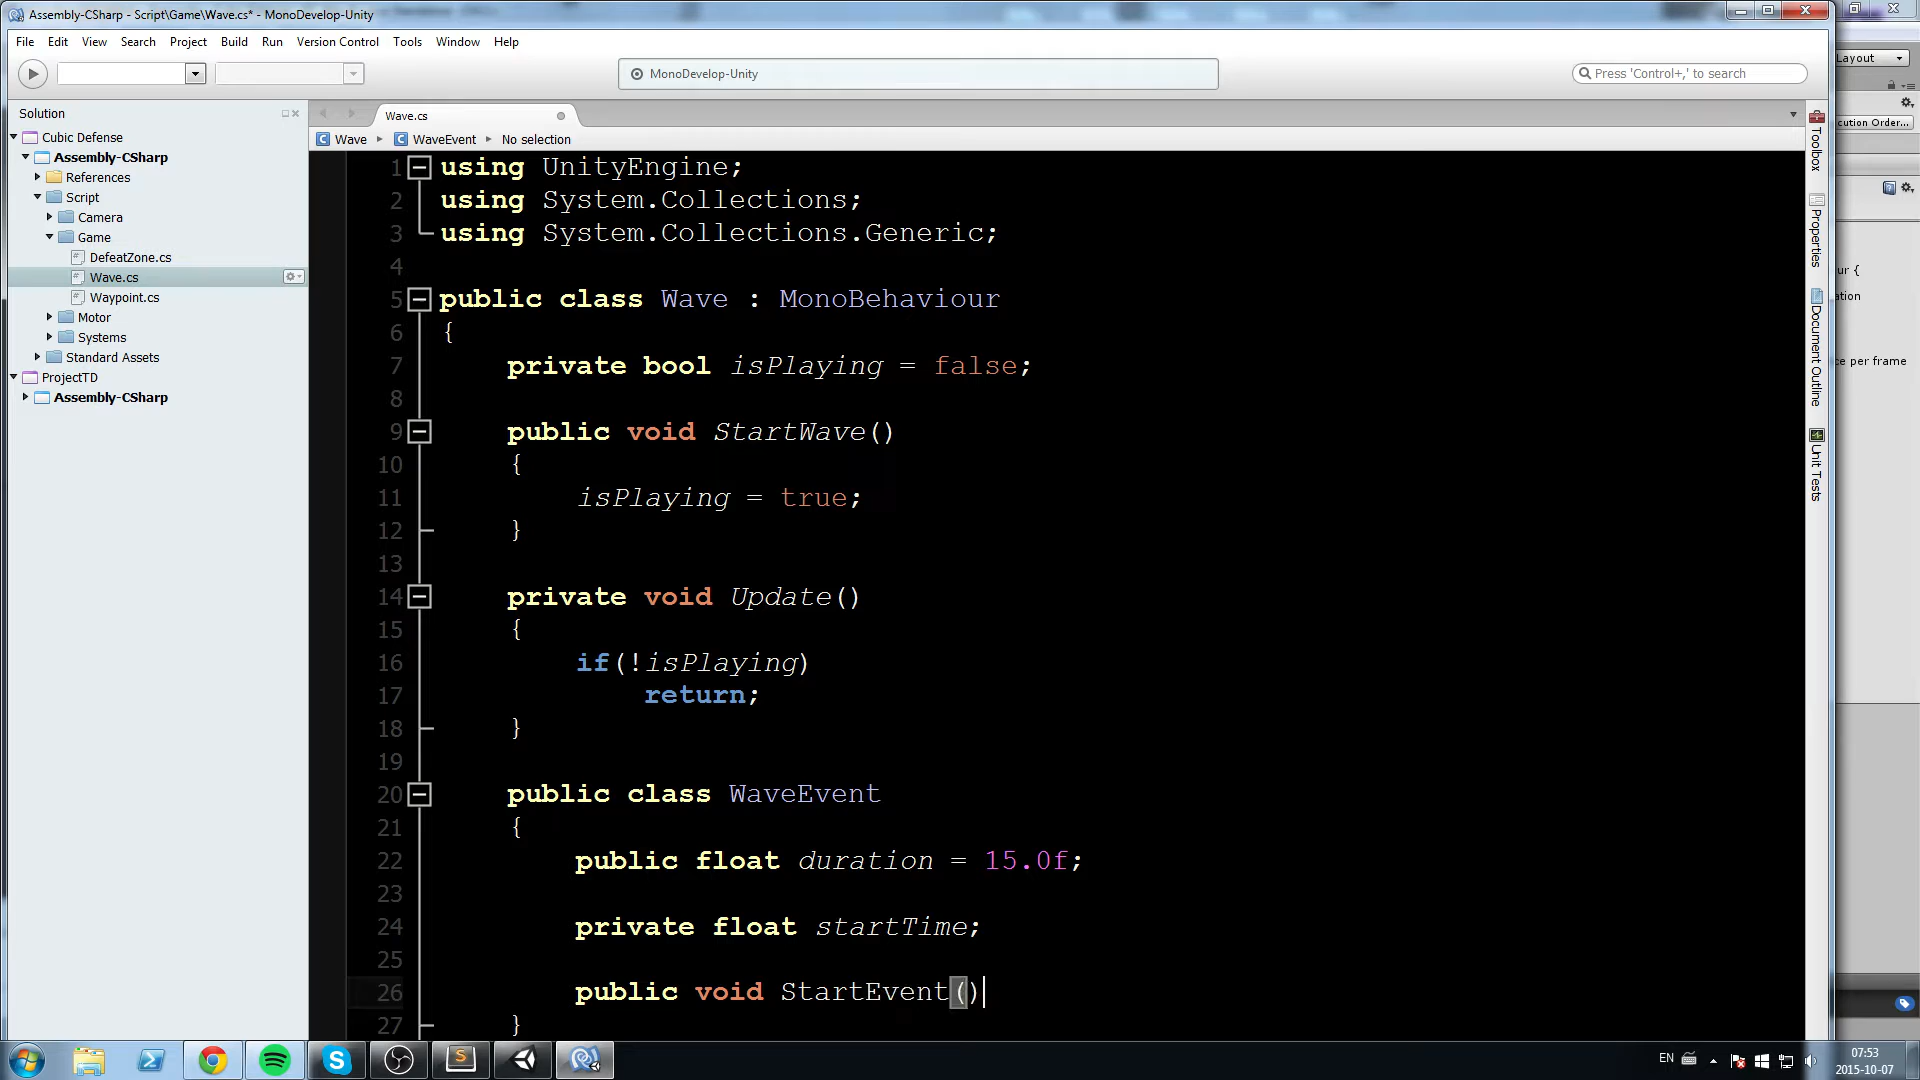 Assembly-CSharp - Script\Game\Wave.cs* - MonoDevelop-Unity
File Edit View Search Project Build Run Version Control Tools Window Help
Layout
MonoDevelop-Unity
Press 'Control+,' to search
Solution
Wave.cs
cution Order...
Cubic Defense
Wave WaveEvent No selection
Assembly-CSharp
References
Script
Camera
Game
DefeatZone.cs
Wave.cs
Waypoint.cs
Motor
Systems
Standard Assets
ProjectTD
Assembly-CSharp
1 using UnityEngine;
2 using System.Collections;
3 using System.Collections.Generic;
4
5 public class Wave : MonoBehaviour
6 {
7 private bool isPlaying = false;
8
9 public void StartWave()
10 {
11 isPlaying = true;
12 }
13
14 private void Update()
15 {
16 if(!isPlaying)
17 return;
18 }
19
20 public class WaveEvent
21 {
22 public float duration = 15.0f;
23
24 private float startTime;
25
26 public void StartEvent()
27 }
Toolbox
Properties
Document Outline
Unit Tests
ur {
ation
ce per frame
EN
07:53
2015-10-07